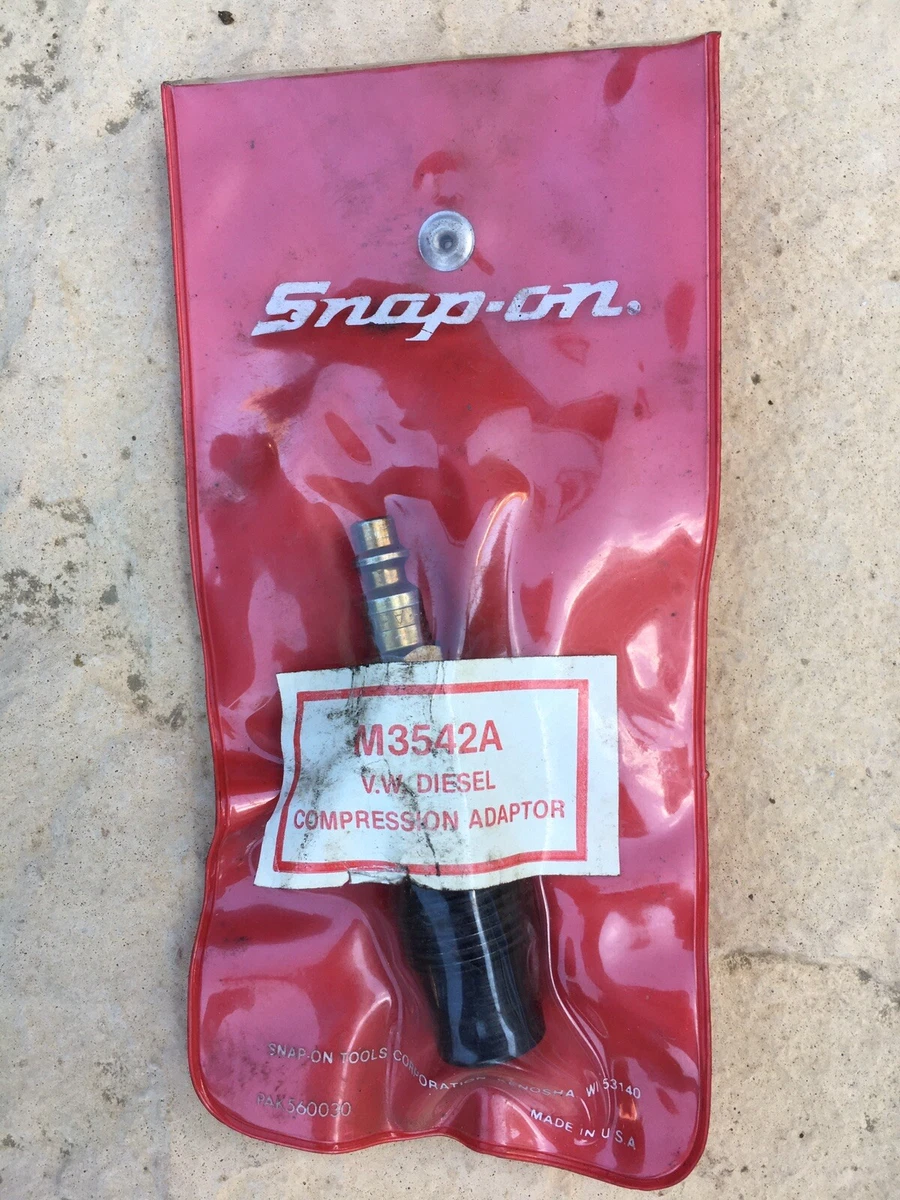 Snap-on.
M3542A
V.W. DIESEL
COMPRESSION ADAPTOR
SNAP-ON TOOLS CORPORATION KENOSHA WI 53140
PAK560030
MADE IN U S A